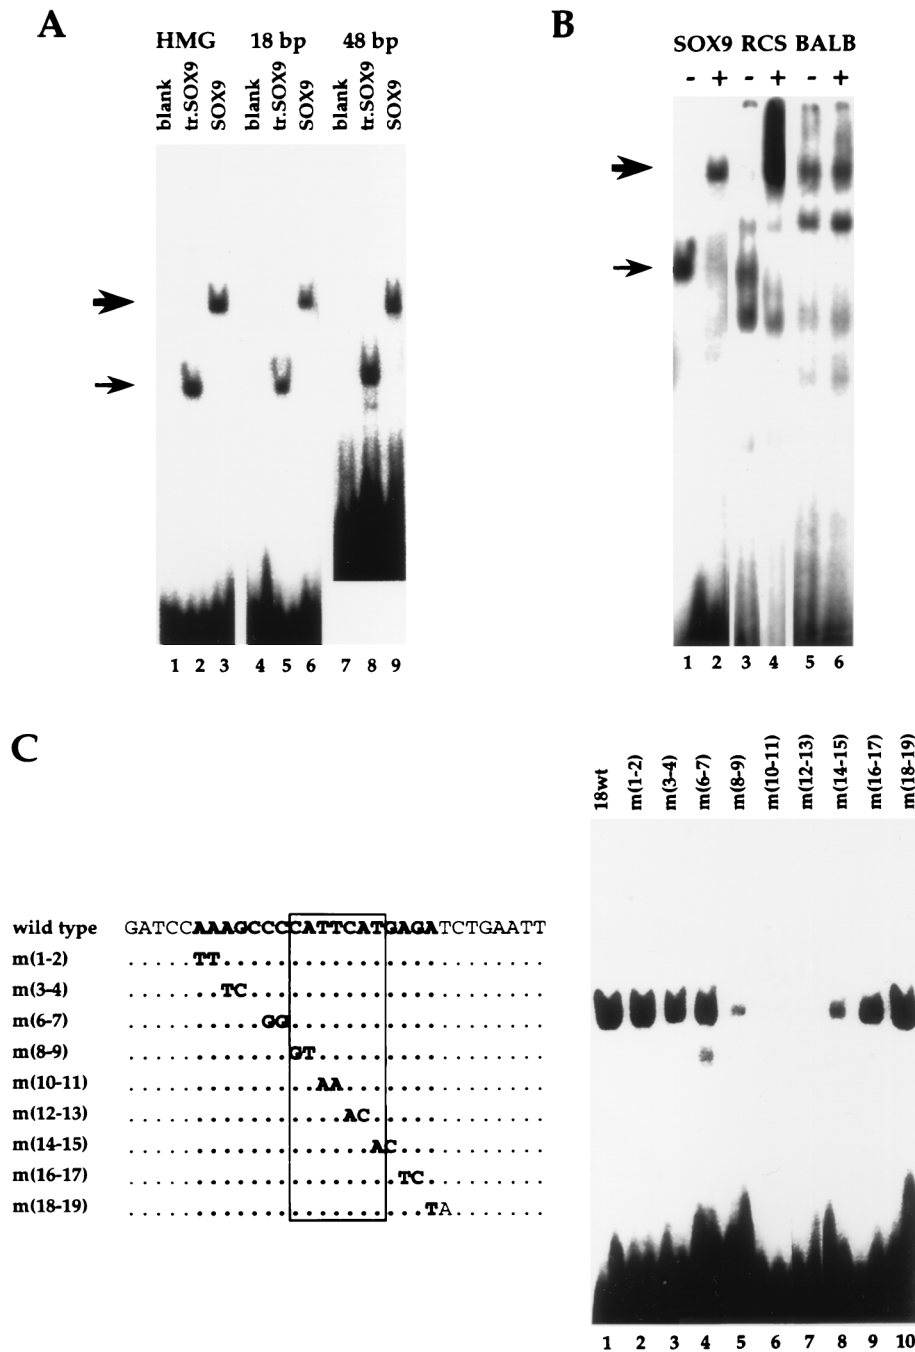 A
HMG 18 bp 48 bp
blank tr.SOX9 SOX9 blank tr.SOX9 SOX9 blank tr.SOX9 SOX9
1 2 3 4 5 6 7 8 9
B
SOX9 RCS BALB
- + - + - +
1 2 3 4 5 6
C
wild type GATCCAAAGCCCCATTCATGAGATCTGAATT
m(1-2) . . . . . TT . . . . . . . . . . . . . . . . . . . . . . . .
m(3-4) . . . . . . . TC . . . . . . . . . . . . . . . . . . . . . .
m(6-7) . . . . . . . . . . GG . . . . . . . . . . . . . . . . . . .
m(8-9) . . . . . . . . . . . . GT . . . . . . . . . . . . . . . . .
m(10-11) . . . . . . . . . . . . . . AA . . . . . . . . . . . . . . .
m(12-13) . . . . . . . . . . . . . . . . AC . . . . . . . . . . . . .
m(14-15) . . . . . . . . . . . . . . . . . . AC . . . . . . . . . . .
m(16-17) . . . . . . . . . . . . . . . . . . . . TC . . . . . . . . .
m(18-19) . . . . . . . . . . . . . . . . . . . . . . TA . . . . . . .
18wt m(1-2) m(3-4) m(6-7) m(8-9) m(10-11) m(12-13) m(14-15) m(16-17) m(18-19)
1 2 3 4 5 6 7 8 9 10